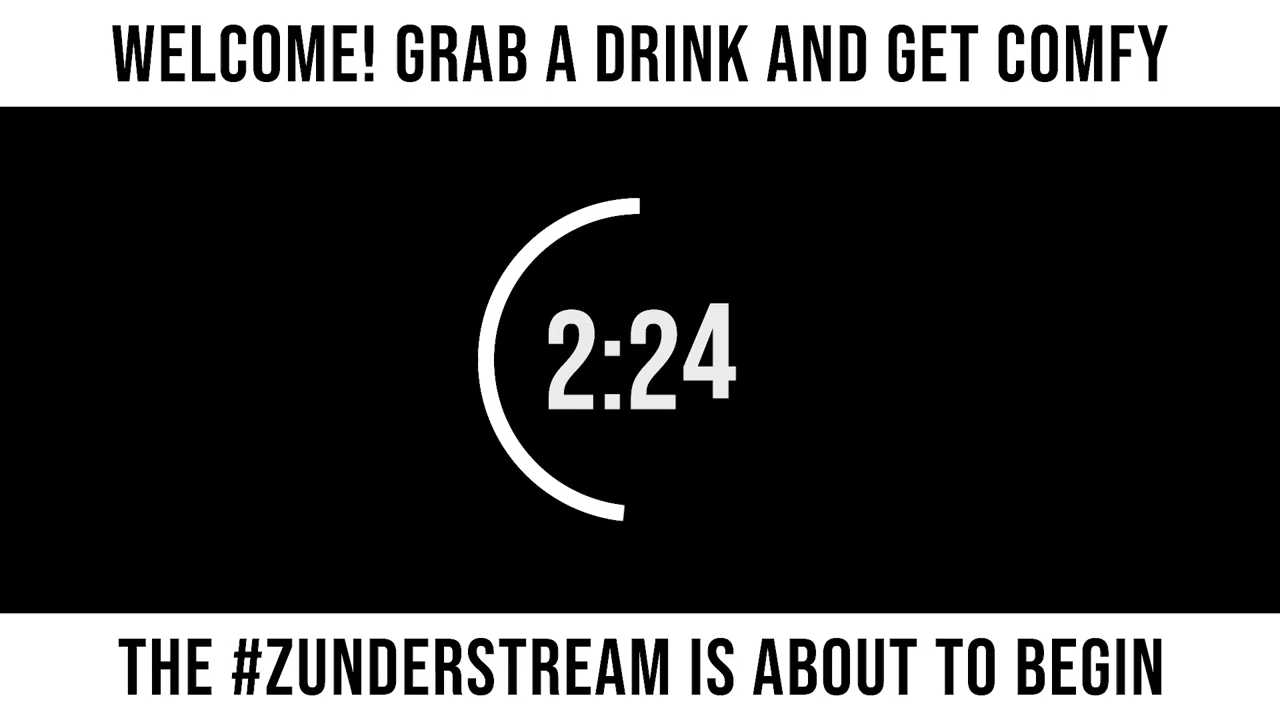 WELCOME! GRAB A DRINK AND GET COMFY
2:24
THE #ZUNDERSTREAM IS ABOUT TO BEGIN